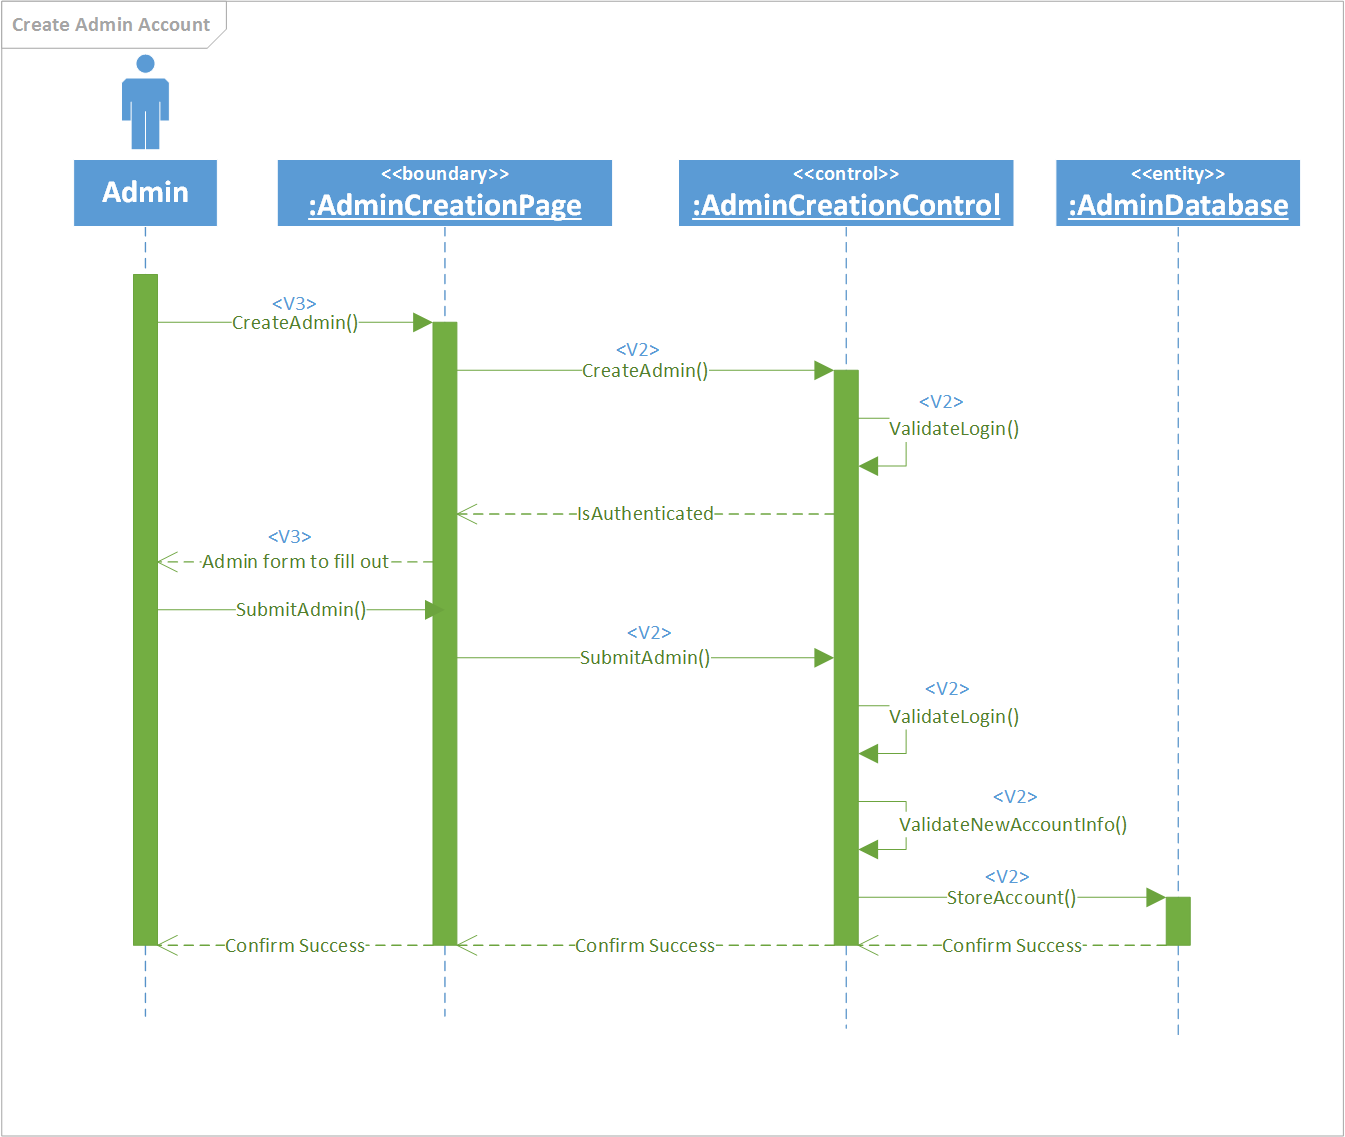 Create Admin Account
Admin
<<boundary>>
:AdminCreationPage
<<control>>
:AdminCreationControl
<<entity>>
:AdminDatabase
<V3>
CreateAdmin()
<V2>
CreateAdmin()
<V2>
ValidateLogin()
IsAuthenticated
<V3>
Admin form to fill out
SubmitAdmin()
<V2>
SubmitAdmin()
<V2>
ValidateLogin()
<V2>
ValidateNewAccountInfo()
<V2>
StoreAccount()
Confirm Success
Confirm Success
Confirm Success